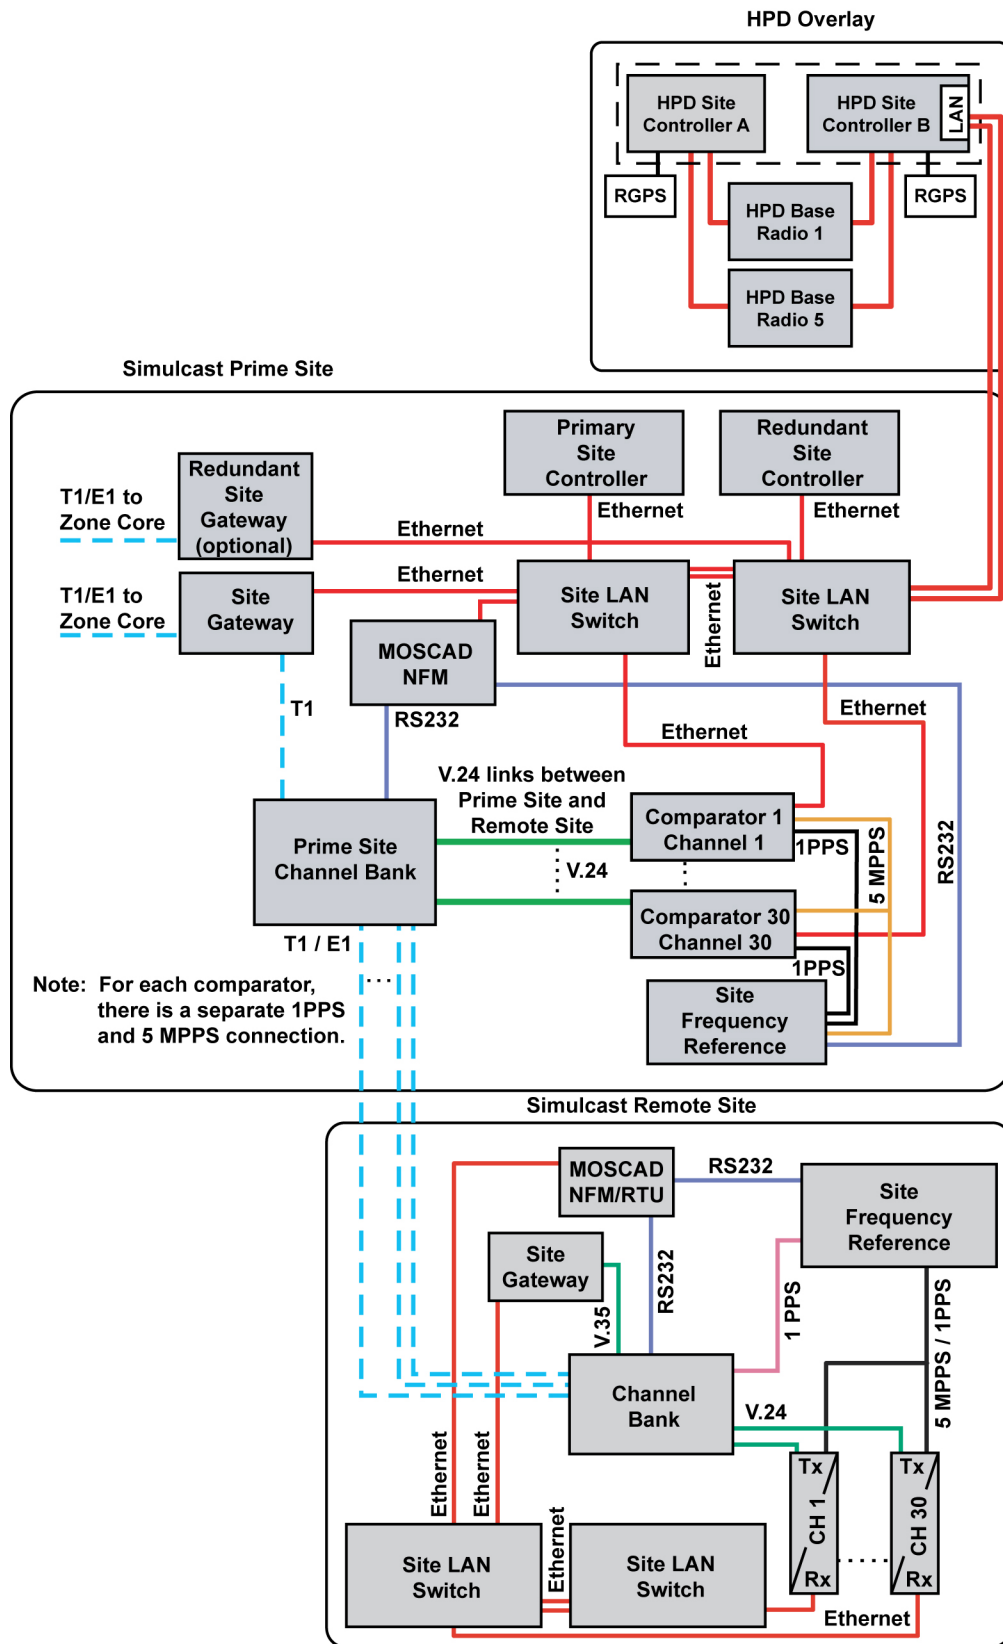 HPD Overlay
HPD Site
Controller A
HPD Site
Controller B
LAN
RGPS
RGPS
HPD Base
Radio 1
HPD Base
Radio 5
Simulcast Prime Site
Primary
Site
Controller
Redundant
Site
Controller
Redundant
Site
Gateway
(optional)
T1/E1 to
Zone Core
Ethernet
Ethernet
Ethernet
T1/E1 to
Zone Core
Site
Gateway
Ethernet
Site LAN
Switch
Ethernet
Site LAN
Switch
MOSCAD
NFM
T1
RS232
Ethernet
Ethernet
V.24 links between
Prime Site and
Remote Site
Prime Site
Channel Bank
V.24
Comparator 1
Channel 1
1PPS
5 MPPS
RS232
Comparator 30
Channel 30
1PPS
T1 / E1
Note: For each comparator,
there is a separate 1PPS
and 5 MPPS connection.
Site
Frequency
Reference
Simulcast Remote Site
MOSCAD
NFM/RTU
RS232
Site
Frequency
Reference
Site
Gateway
V.35
RS232
1 PPS
5 MPPS / 1PPS
Channel
Bank
V.24
Ethernet
Ethernet
Tx
CH 1
Rx
Tx
CH 30
Rx
Site LAN
Switch
Ethernet
Site LAN
Switch
Ethernet